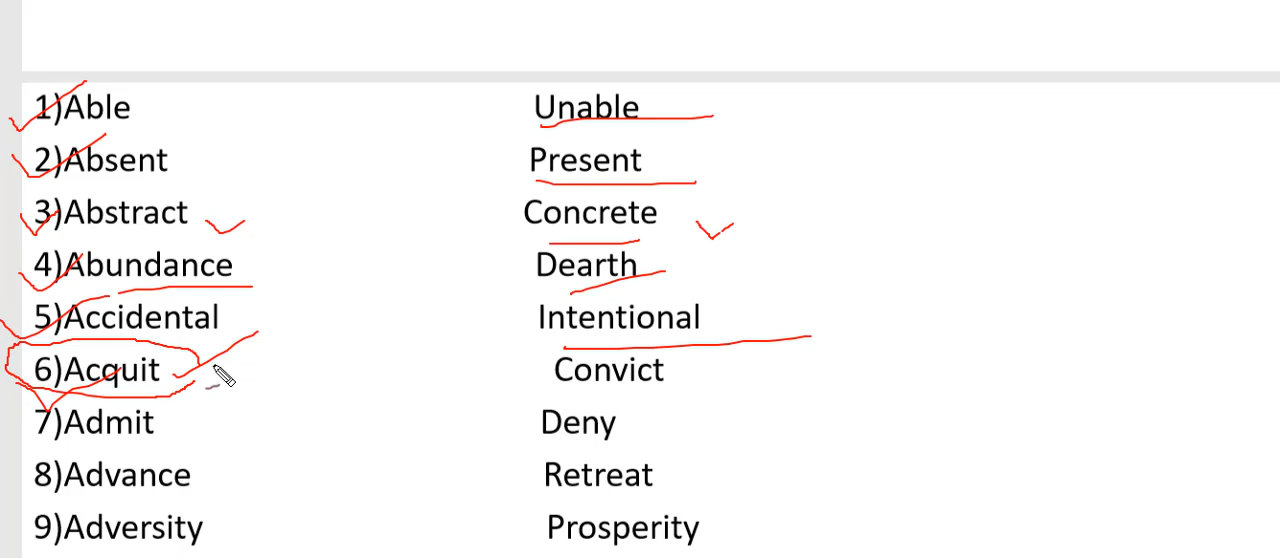 1)Able Unable
2)Absent Present
3)Abstract Concrete
4)Abundance Dearth
5)Accidental Intentional
6)Acquit Convict
7)Admit Deny
8)Advance Retreat
9)Adversity Prosperity